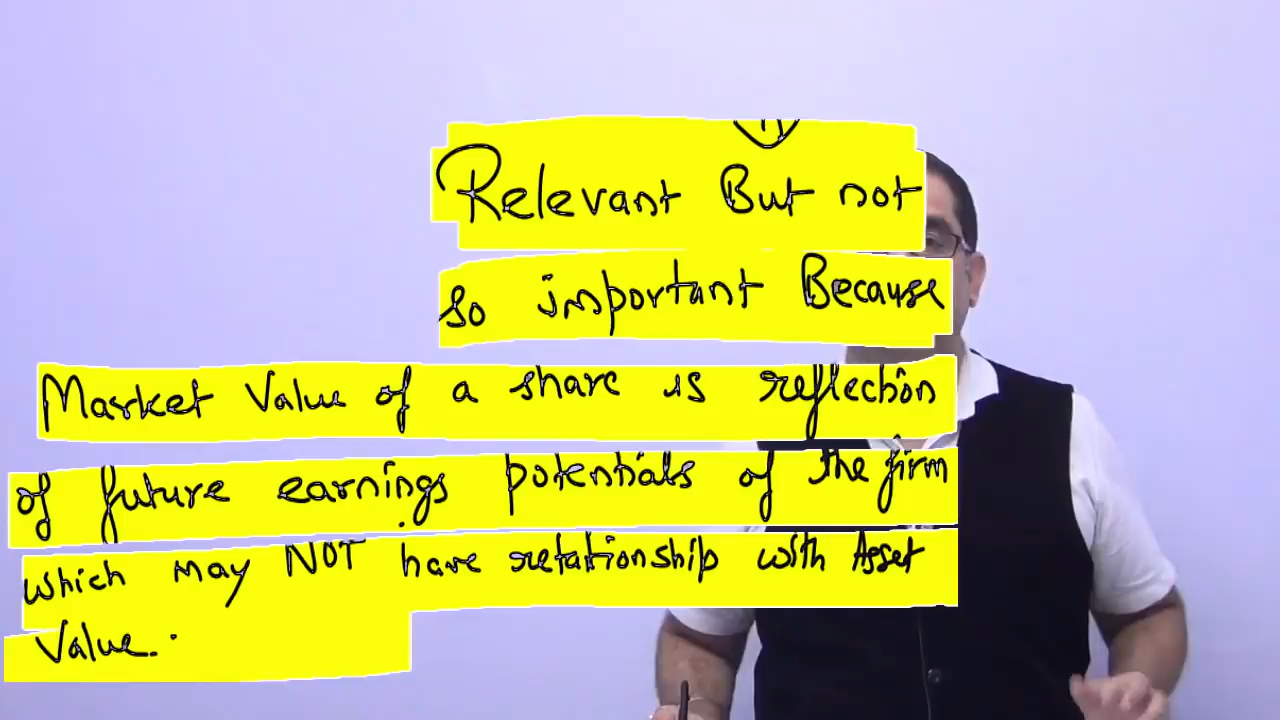 Relevant But not
so important Because
Market Value of a share is reflection
of future earnings potentials of the firm
which may NOT have relationship with Asset
Value.